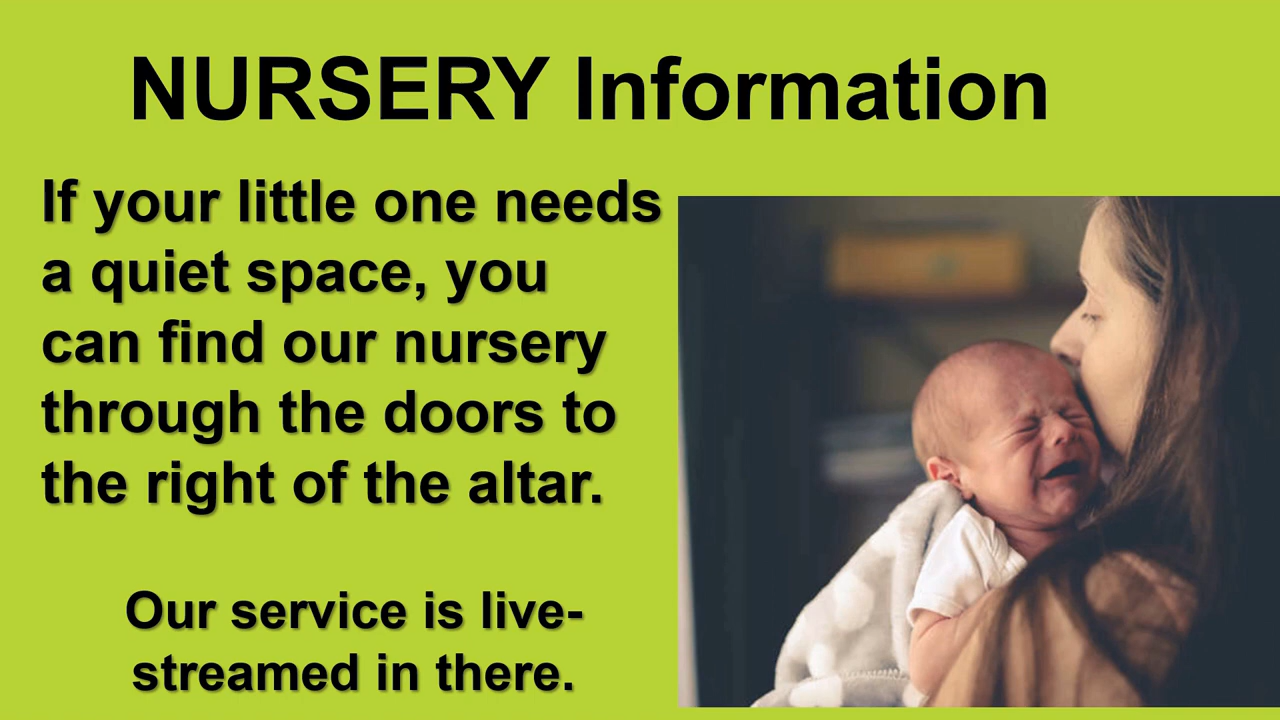 NURSERY Information
If your little one needs
a quiet space, you
can find our nursery
through the doors to
the right of the altar.
Our service is live-
streamed in there.